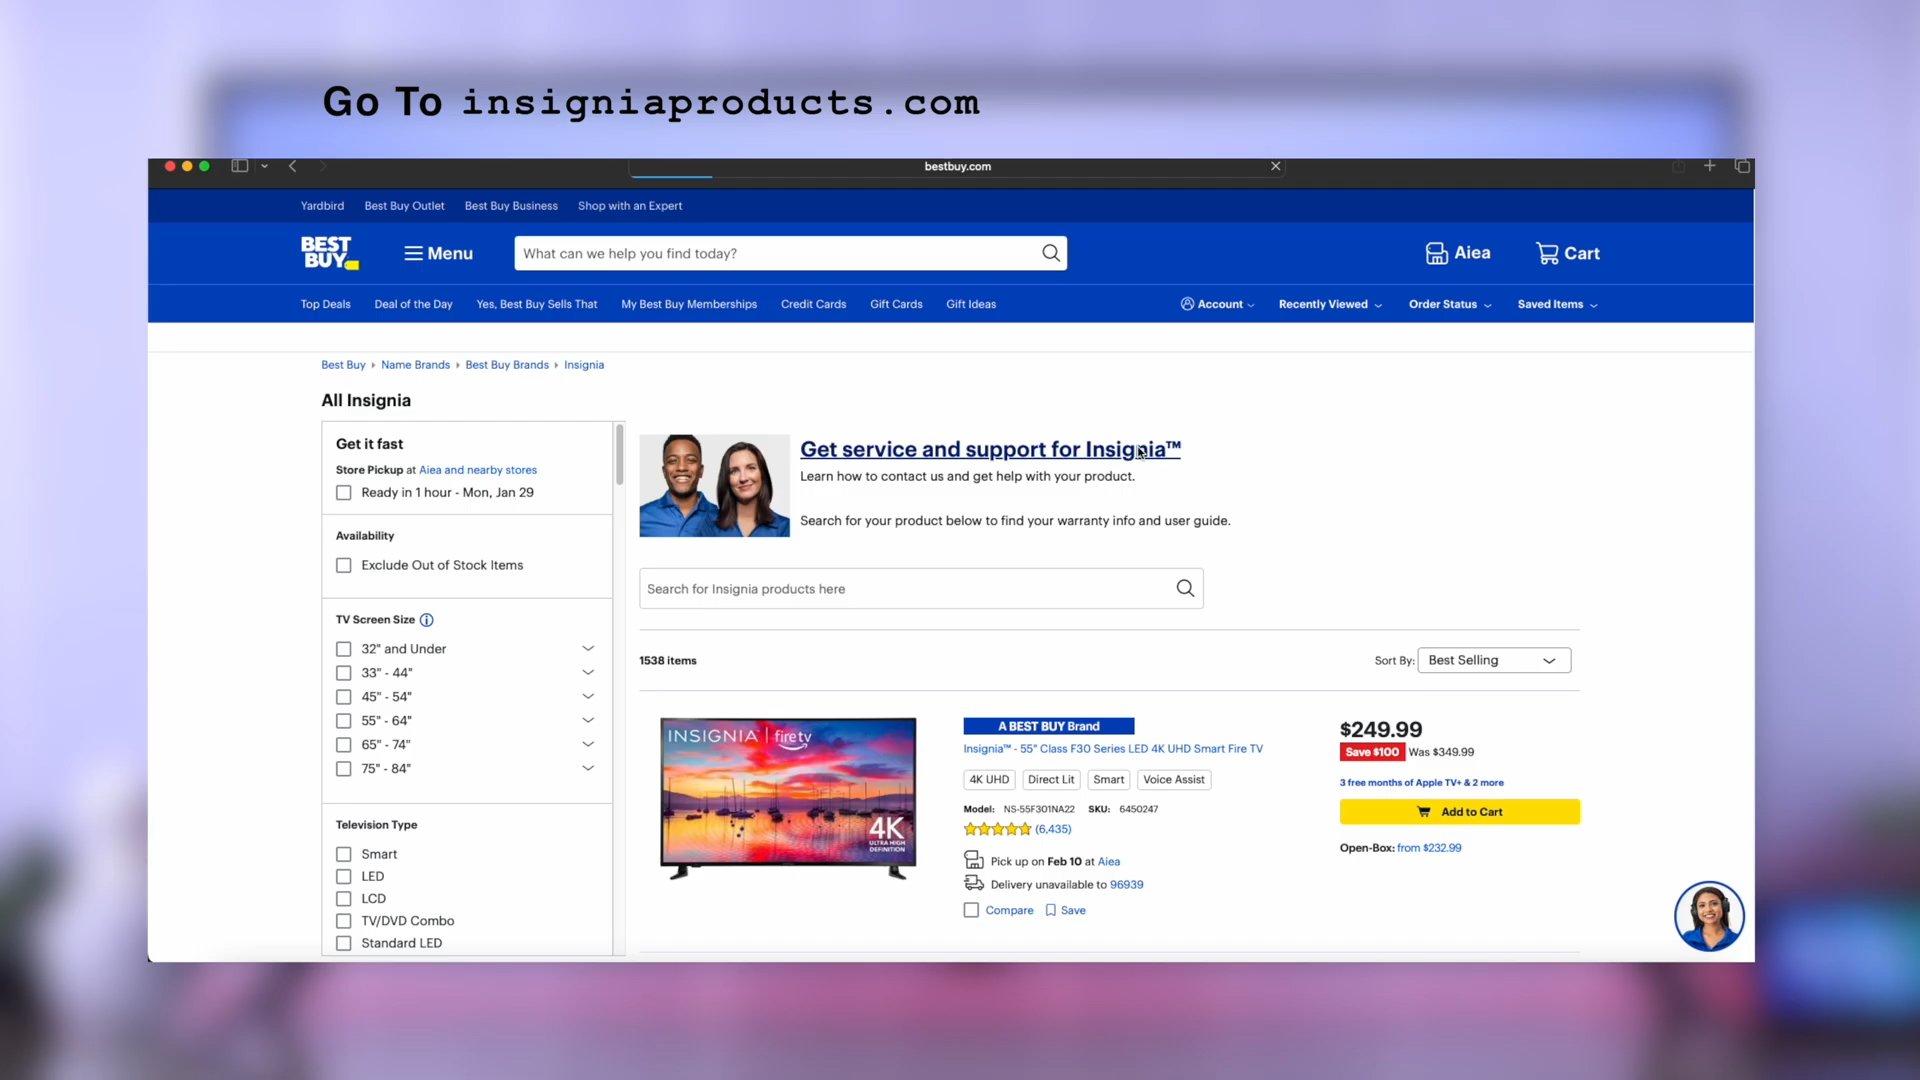 Go To insigniaproducts.com
bestbuy.com
Yardbird Best Buy Outlet Best Buy Business Shop with an Expert
BEST BUY
Menu
What can we help you find today?
Aiea
Cart
Top Deals Deal of the Day Yes, Best Buy Sells That My Best Buy Memberships Credit Cards Gift Cards Gift Ideas
Account Recently Viewed Order Status Saved Items
Best Buy Name Brands Best Buy Brands Insignia
All Insignia
Get it fast
Store Pickup at Aiea and nearby stores
Ready in 1 hour - Mon, Jan 29
Availability
Exclude Out of Stock Items
TV Screen Size
32" and Under
33" - 44"
45" - 54"
55" - 64"
65" - 74"
75" - 84"
Television Type
Smart
LED
LCD
TV/DVD Combo
Standard LED
Get service and support for Insignia™
Learn how to contact us and get help with your product.
Search for your product below to find your warranty info and user guide.
Search for Insignia products here
1538 items
Sort By: Best Selling
INSIGNIA fire tv
4K
ULTRA HIGH
DEFINITION
A BEST BUY Brand
Insignia™ - 55" Class F30 Series LED 4K UHD Smart Fire TV
4K UHD Direct Lit Smart Voice Assist
Model: NS-55F301NA22 SKU: 6450247
(6,435)
Pick up on Feb 10 at Aiea
Delivery unavailable to 96939
Compare Save
$249.99
Save $100 Was $349.99
3 free months of Apple TV+ & 2 more
Add to Cart
Open-Box: from $232.99